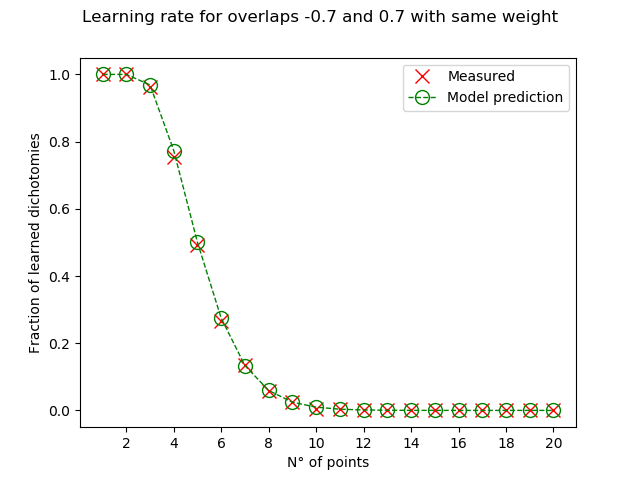 Learning rate for overlaps -0.7 and 0.7 with same weight
Measured
Model prediction
Fraction of learned dichotomies
1.0
0.8
0.6
0.4
0.2
0.0
2 4 6 8 10 12 14 16 18 20
N° of points